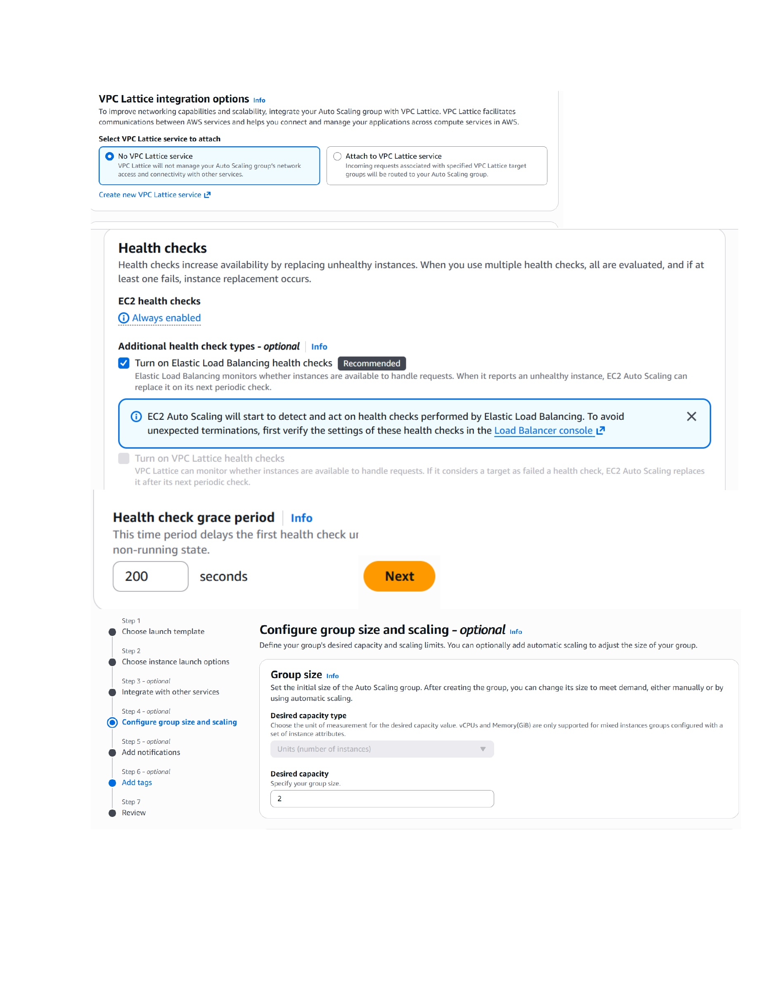 VPC Lattice integration options Info
To improve networking capabilities and scalability, integrate your Auto Scaling group with VPC Lattice. VPC Lattice facilitates
communications between AWS services and helps you connect and manage your applications across compute services in AWS.
Select VPC Lattice service to attach
No VPC Lattice service
VPC Lattice will not manage your Auto Scaling group's network
access and connectivity with other services.
Attach to VPC Lattice service
Incoming requests associated with specified VPC Lattice target
groups will be routed to your Auto Scaling group.
Create new VPC Lattice service
Health checks
Health checks increase availability by replacing unhealthy instances. When you use multiple health checks, all are evaluated, and if at
least one fails, instance replacement occurs.
EC2 health checks
Always enabled
Additional health check types - optional Info
Turn on Elastic Load Balancing health checks Recommended
Elastic Load Balancing monitors whether instances are available to handle requests. When it reports an unhealthy instance, EC2 Auto Scaling can
replace it on its next periodic check.
EC2 Auto Scaling will start to detect and act on health checks performed by Elastic Load Balancing. To avoid
unexpected terminations, first verify the settings of these health checks in the Load Balancer console
Turn on VPC Lattice health checks
VPC Lattice can monitor whether instances are available to handle requests. If it considers a target as failed a health check, EC2 Auto Scaling replaces
it after its next periodic check.
Health check grace period Info
This time period delays the first health check
non-running state.
200 seconds
Next
Step 1
Choose launch template
Step 2
Choose instance launch options
Step 3 - optional
Integrate with other services
Step 4 - optional
Configure group size and scaling
Step 5 - optional
Add notifications
Step 6 - optional
Add tags
Step 7
Review
Configure group size and scaling - optional Info
Define your group's desired capacity and scaling limits. You can optionally add automatic scaling to adjust the size of your group.
Group size Info
Set the initial size of the Auto Scaling group. After creating the group, you can change its size to meet demand, either manually or by
using automatic scaling.
Desired capacity type
Choose the unit of measurement for the desired capacity value. vCPUs and Memory(GiB) are only supported for mixed instances groups configured with a
set of instance attributes.
Units (number of instances)
Desired capacity
Specify your group size.
2